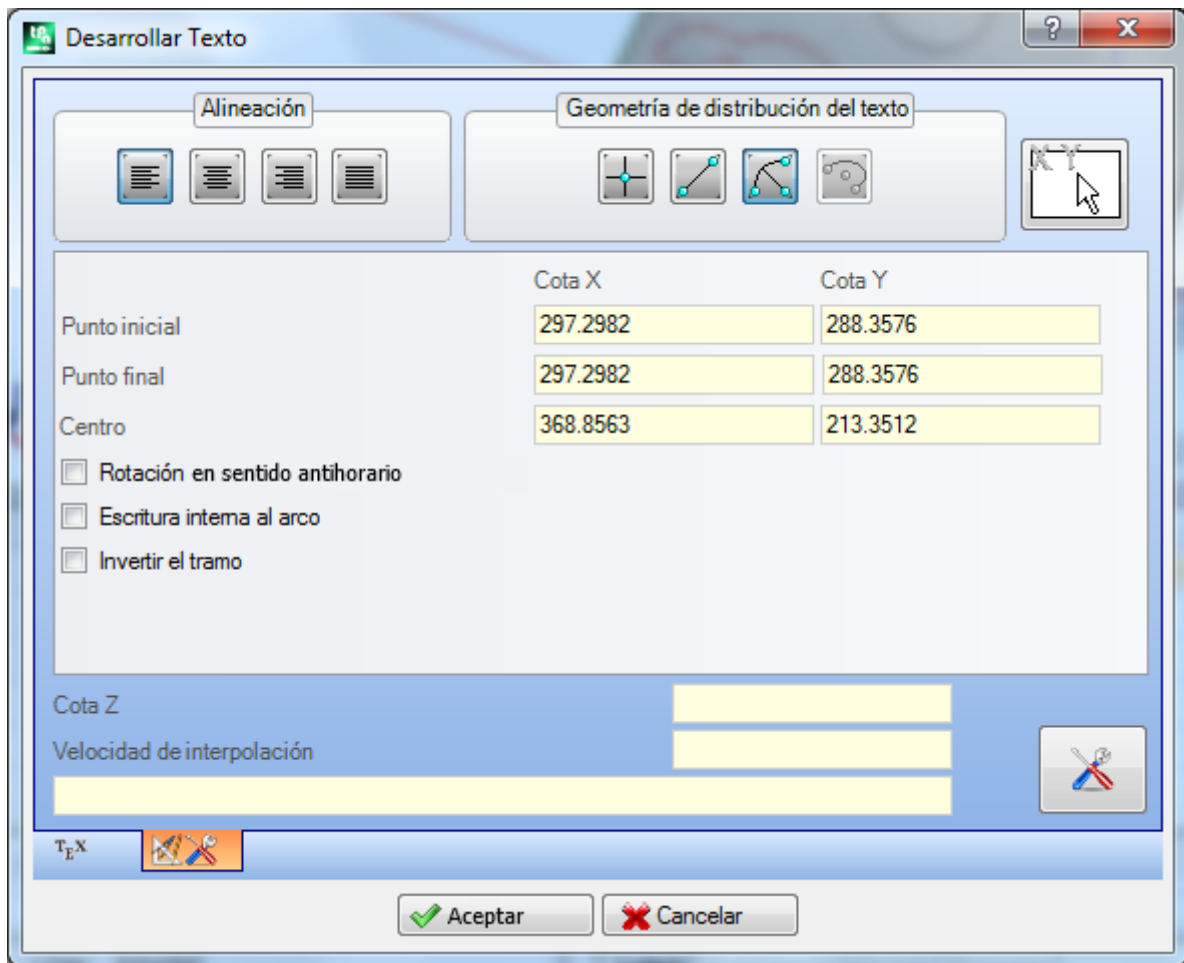 Desarrollar Texto
?
Alineación
Geometría de distribución del texto
X Y
Cota X Cota Y
Punto inicial 297.2982 288.3576
Punto final 297.2982 288.3576
Centro 368.8563 213.3512
Rotación en sentido antihorario
Escritura interna al arco
Invertir el tramo
Cota Z
Velocidad de interpolación
TEX
Aceptar Cancelar